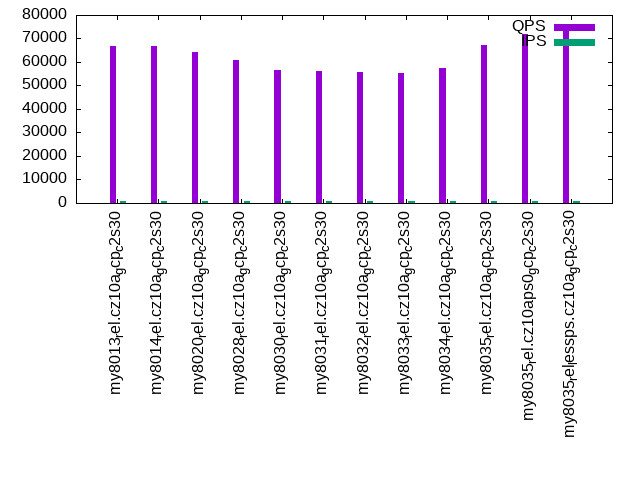 80000
70000
60000
50000
40000
30000
20000
10000
0
QPS
IPS
my8013rel.cz10agcpc2s30
my8014rel.cz10agcpc2s30
my8020rel.cz10agcpc2s30
my8028rel.cz10agcpc2s30
my8030rel.cz10agcpc2s30
my8031rel.cz10agcpc2s30
my8032rel.cz10agcpc2s30
my8033rel.cz10agcpc2s30
my8034rel.cz10agcpc2s30
my8035rel.cz10agcpc2s30
my8035rel.cz10aps0gcpc2s30
my8035rellessps.cz10agcpc2s30